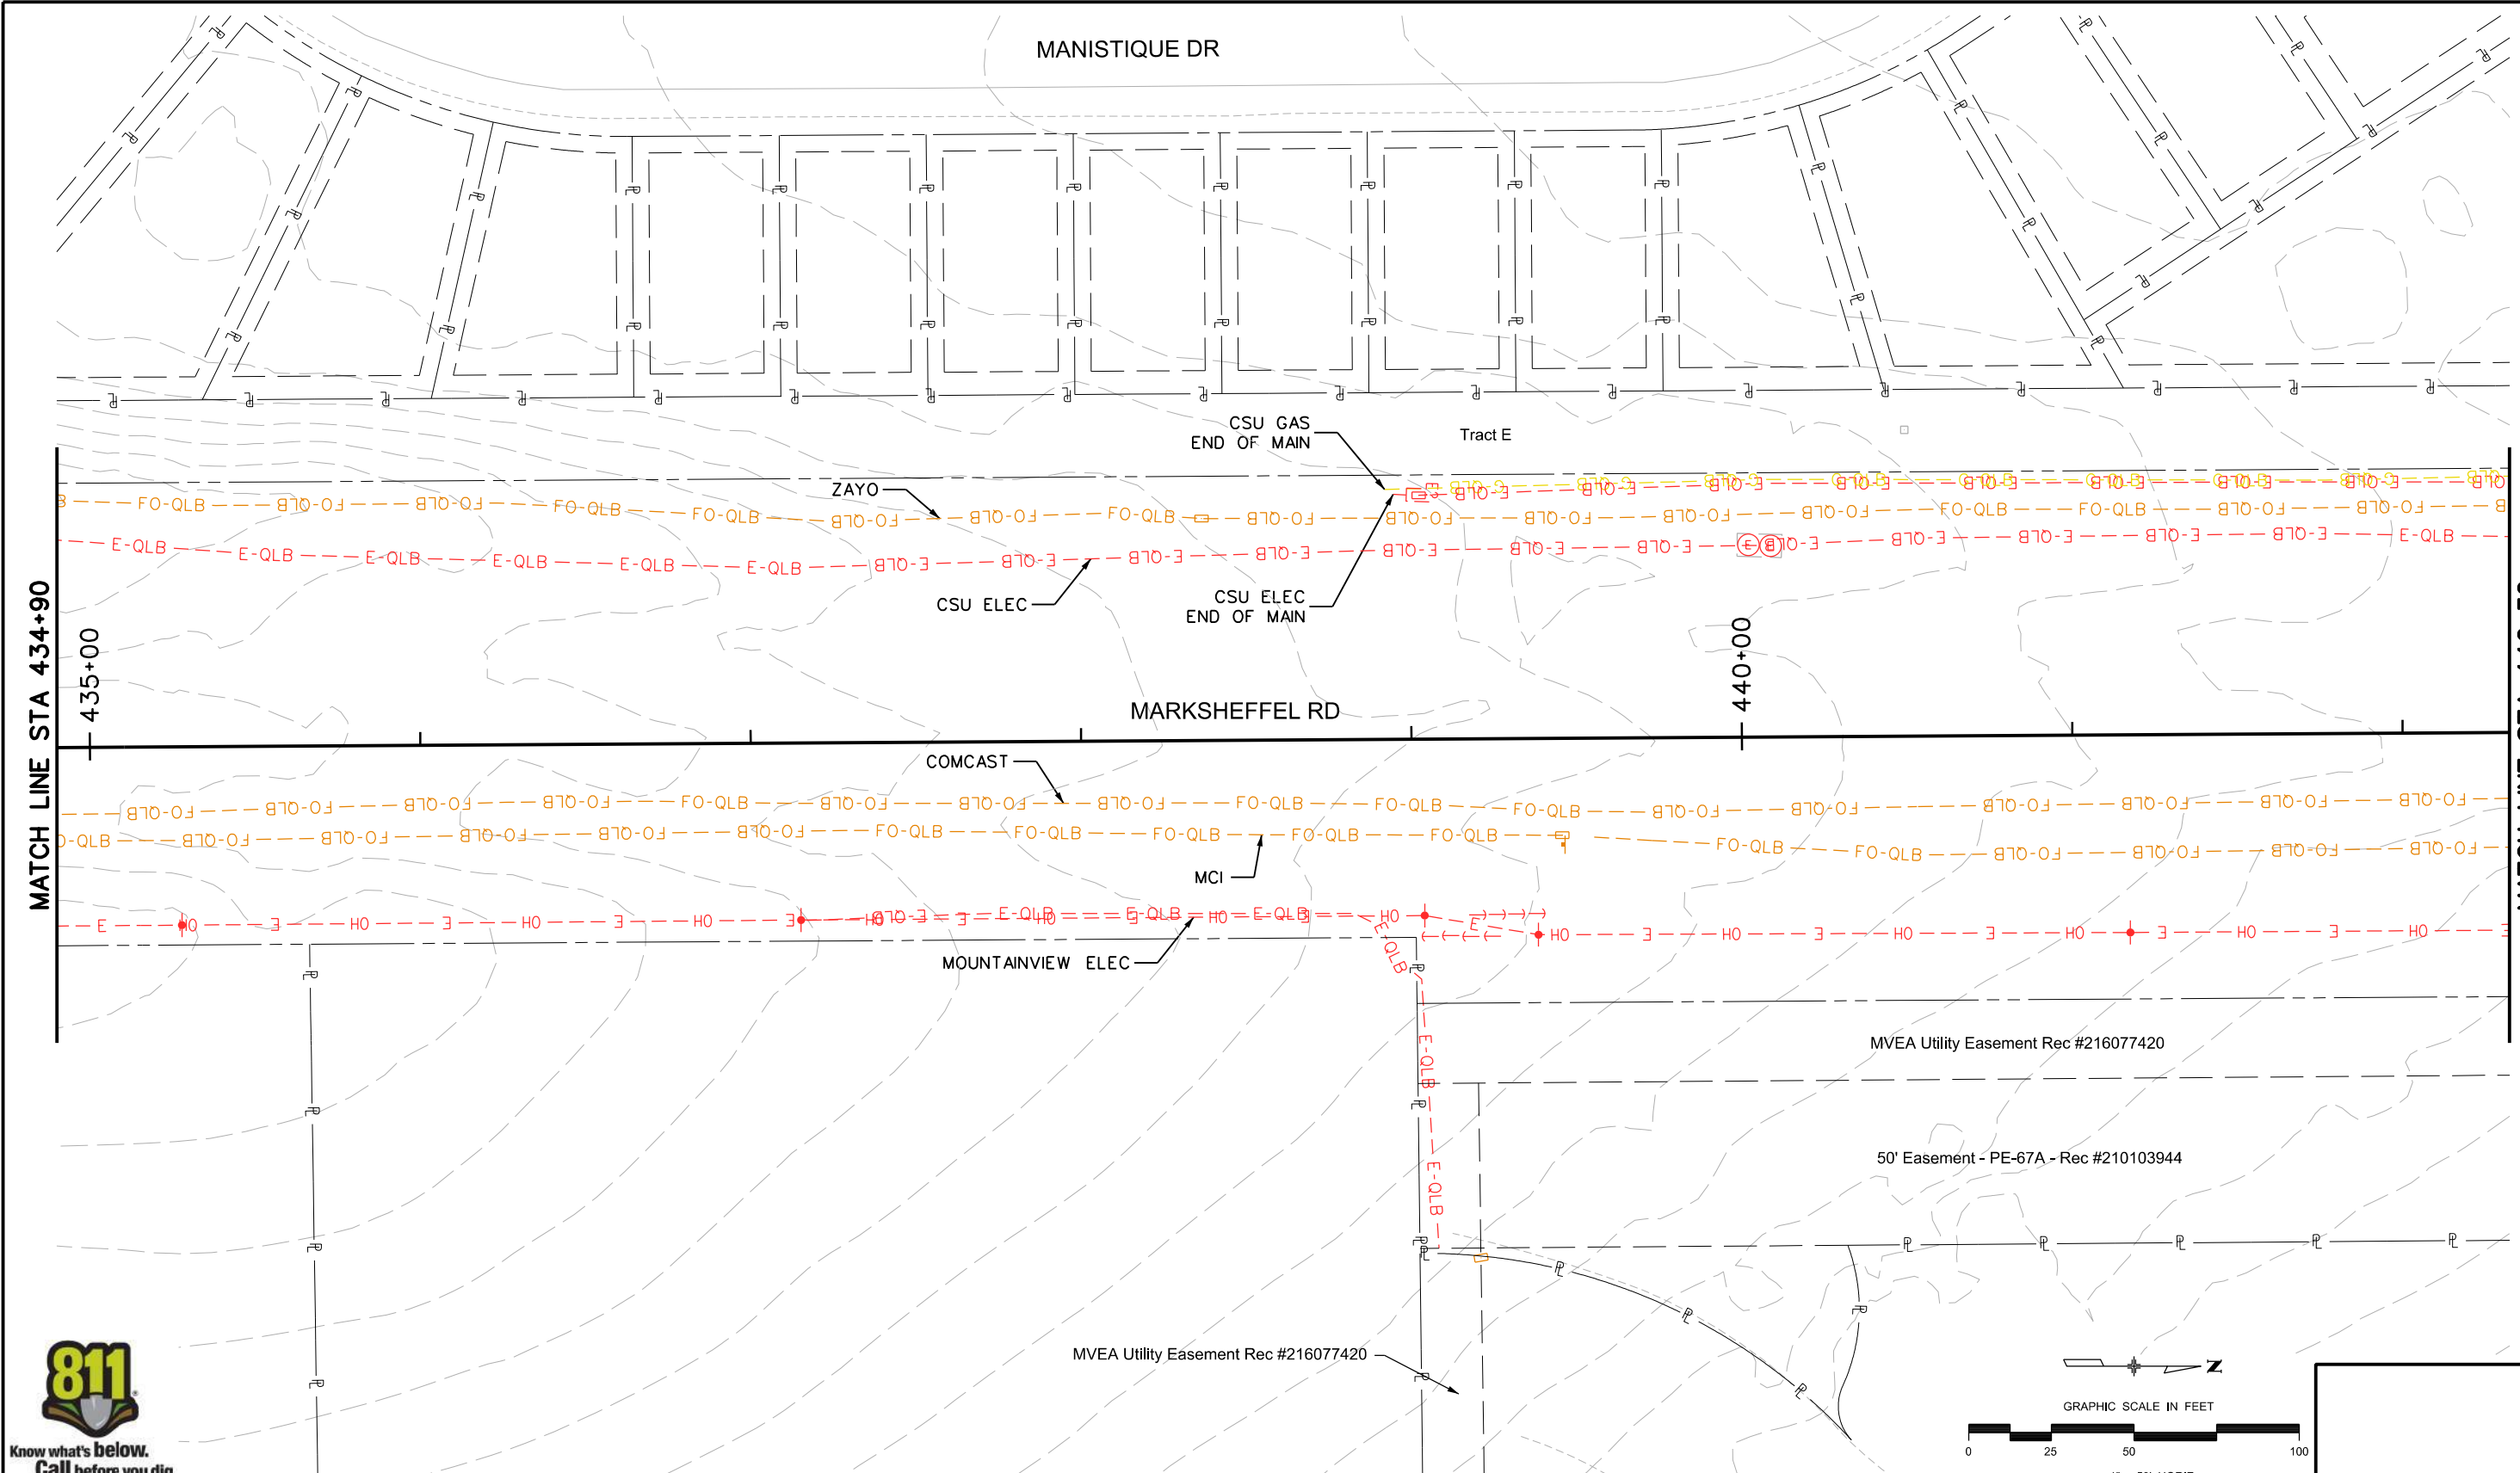 MANISTIQUE DR
CSU GAS
END OF MAIN
Tract E
ZAYO
CSU ELEC
CSU ELEC
END OF MAIN
MATCH LINE STA 434+90
435+00
440+00
MARKSHEFFEL RD
COMCAST
MCI
MOUNTAINVIEW ELEC
FO-QLB
E-QLB
G-QLB
OH
E
PL
MVEA Utility Easement Rec #216077420
50' Easement - PE-67A - Rec #210103944
MVEA Utility Easement Rec #216077420
811
Know what's below.
Call before you dig
N
GRAPHIC SCALE IN FEET
0 25 50 100